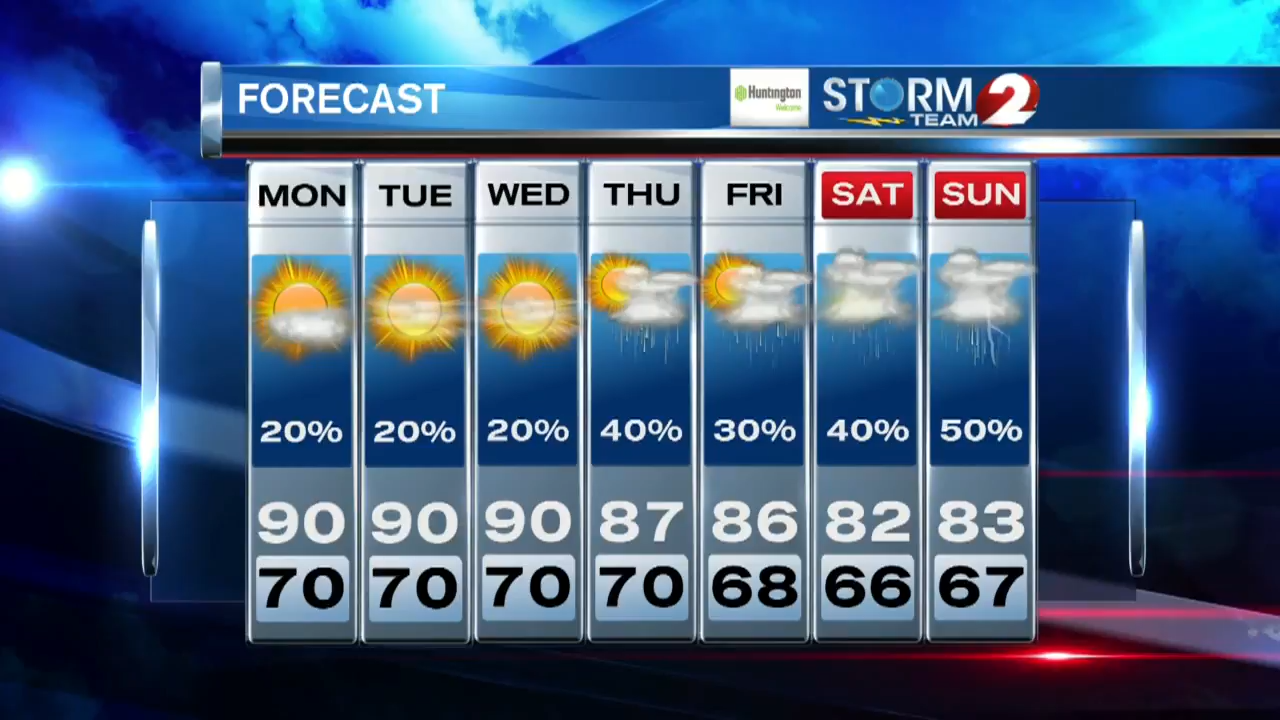 FORECAST
Huntington
Welcome.
STORM
TEAM
2
MON TUE WED THU FRI SAT SUN
20% 20% 20% 40% 30% 40% 50%
90 90 90 87 86 82 83
70 70 70 70 68 66 67